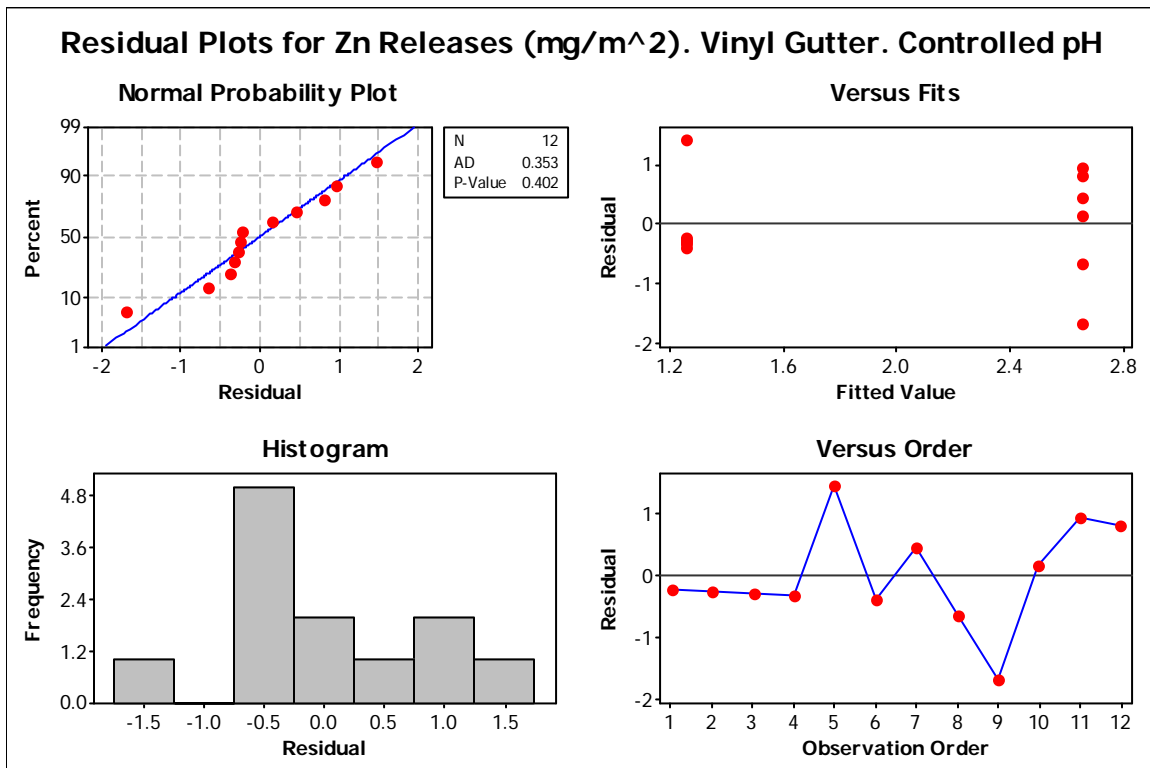 Residual Plots for Zn Releases (mg/m^2). Vinyl Gutter. Controlled pH
Normal Probability Plot
99
90
50
10
1
Percent
-2 -1 0 1 2
Residual
N 12
AD 0.353
P-Value 0.402
Versus Fits
1
0
-1
-2
Residual
1.2 1.6 2.0 2.4 2.8
Fitted Value
Histogram
4.8
3.6
2.4
1.2
0.0
Frequency
-1.5 -1.0 -0.5 0.0 0.5 1.0 1.5
Residual
Versus Order
1
0
-1
-2
Residual
1 2 3 4 5 6 7 8 9 10 11 12
Observation Order